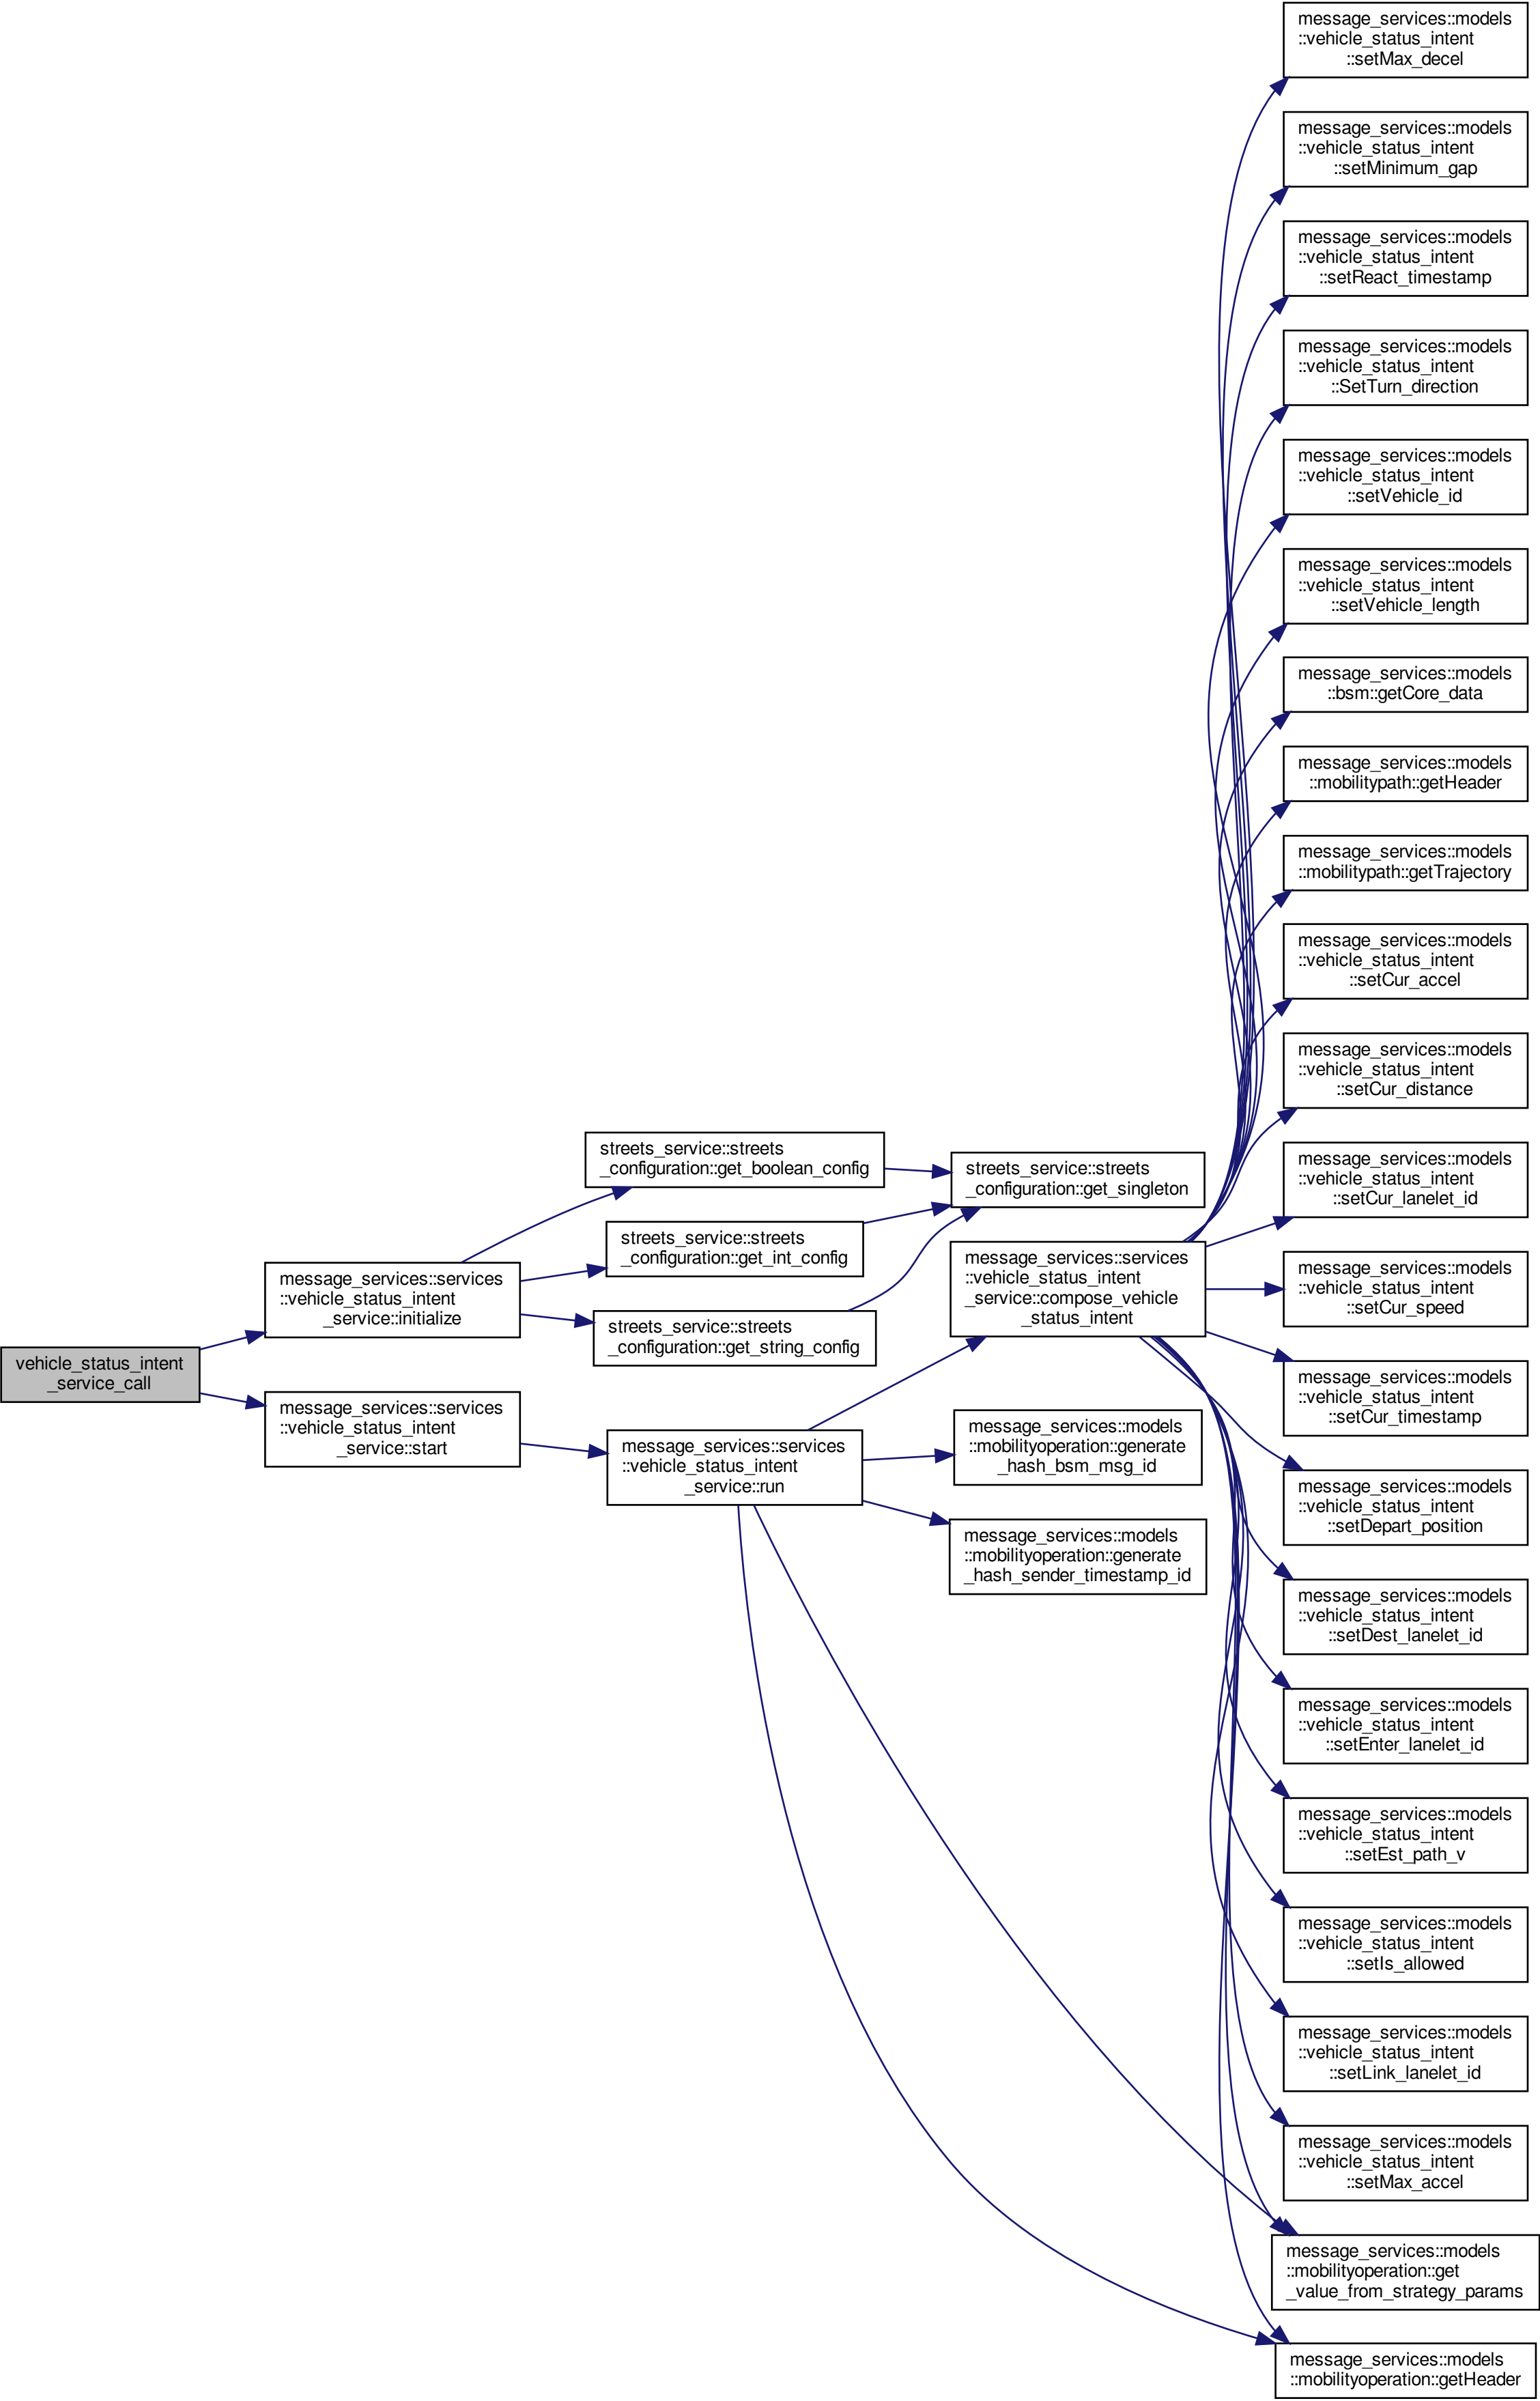 message_services::models
::vehicle_status_intent
::setMax_decel
message_services::models
::vehicle_status_intent
::setMinimum_gap
message_services::models
::vehicle_status_intent
::setReact_timestamp
message_services::models
::vehicle_status_intent
::SetTurn_direction
message_services::models
::vehicle_status_intent
::setVehicle_id
message_services::models
::vehicle_status_intent
::setVehicle_length
message_services::models
::bsm::getCore_data
message_services::models
::mobilitypath::getHeader
message_services::models
::mobilitypath::getTrajectory
message_services::models
::vehicle_status_intent
::setCur_accel
message_services::models
::vehicle_status_intent
::setCur_distance
message_services::models
::vehicle_status_intent
::setCur_lanelet_id
message_services::models
::vehicle_status_intent
::setCur_speed
message_services::models
::vehicle_status_intent
::setCur_timestamp
message_services::models
::vehicle_status_intent
::setDepart_position
message_services::models
::vehicle_status_intent
::setDest_lanelet_id
message_services::models
::vehicle_status_intent
::setEnter_lanelet_id
message_services::models
::vehicle_status_intent
::setEst_path_v
message_services::models
::vehicle_status_intent
::setIs_allowed
message_services::models
::vehicle_status_intent
::setLink_lanelet_id
message_services::models
::vehicle_status_intent
::setMax_accel
message_services::models
::mobilityoperation::get
_value_from_strategy_params
message_services::models
::mobilityoperation::getHeader
streets_service::streets
_configuration::get_boolean_config
streets_service::streets
_configuration::get_singleton
streets_service::streets
_configuration::get_int_config
streets_service::streets
_configuration::get_string_config
message_services::services
::vehicle_status_intent
_service::compose_vehicle
_status_intent
message_services::services
::vehicle_status_intent
_service::initialize
vehicle_status_intent
_service_call
message_services::services
::vehicle_status_intent
_service::start
message_services::services
::vehicle_status_intent
_service::run
message_services::models
::mobilityoperation::generate
_hash_bsm_msg_id
message_services::models
::mobilityoperation::generate
_hash_sender_timestamp_id